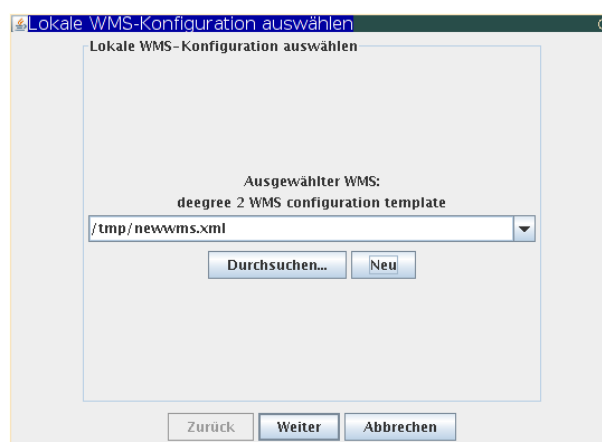 Lokale WMS-Konfiguration auswählen
Lokale WMS-Konfiguration auswählen
Ausgewählter WMS:
deegree 2 WMS configuration template
/tmp/newwms.xml
Durchsuchen... Neu
Zurück Weiter Abbrechen